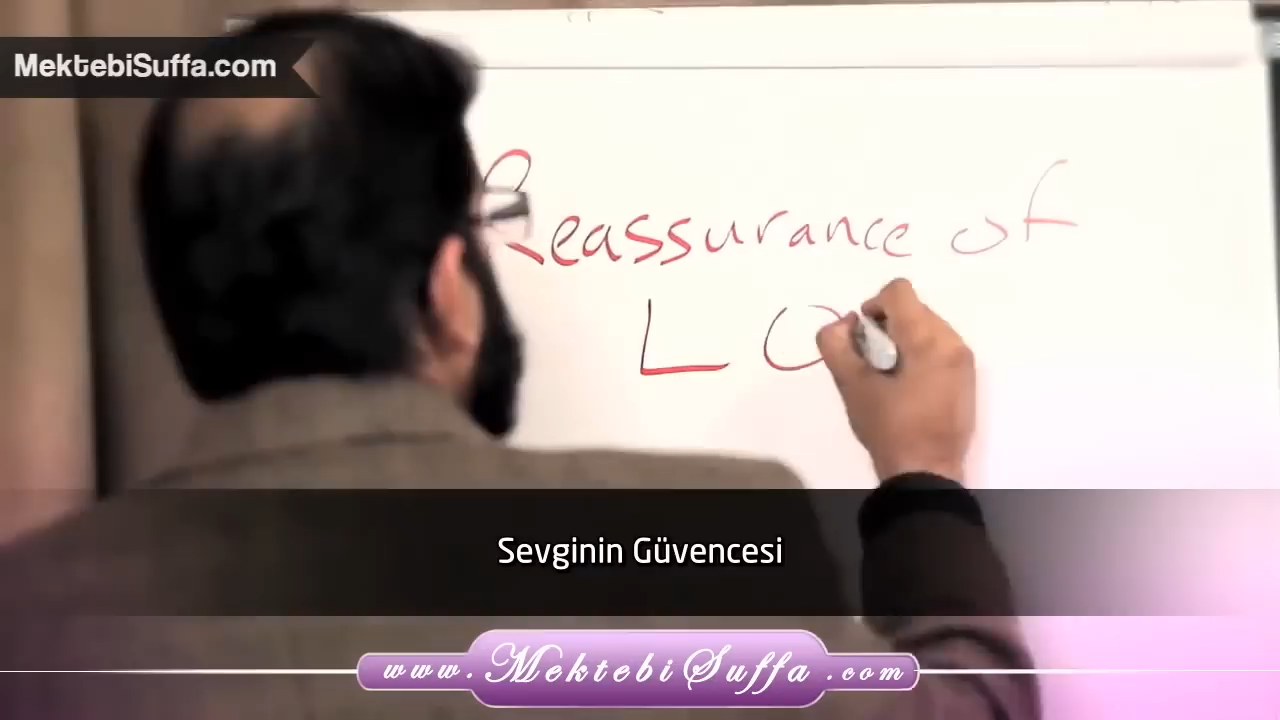 MektebiSuffa.com
Reassurance of
LO
Sevginin Güvencesi
www.MektebiSuffa.com